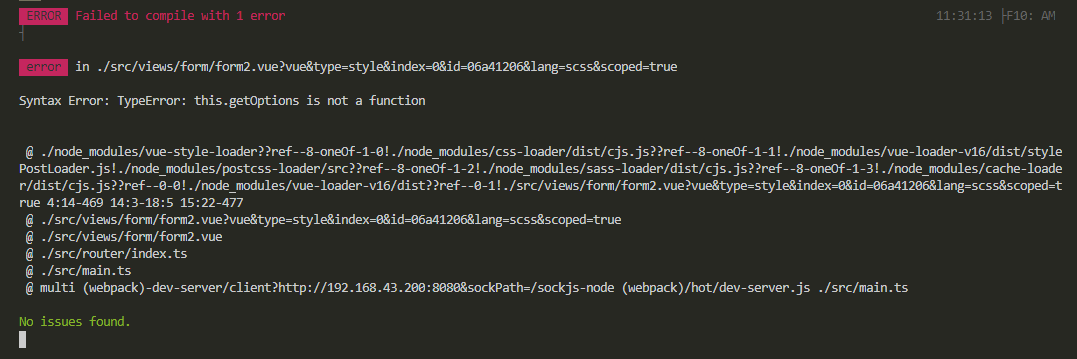 ERROR  Failed to compile with 1 error    11:31:13 ├F10: AM
┤
error  in ./src/views/form/form2.vue?vue&type=style&index=0&id=06a41206&lang=scss&scoped=true
Syntax Error: TypeError: this.getOptions is not a function
@ ./node_modules/vue-style-loader??ref--8-oneOf-1-0!./node_modules/css-loader/dist/cjs.js??ref--8-oneOf-1-1!./node_modules/vue-loader-v16/dist/style
PostLoader.js!./node_modules/postcss-loader/src??ref--8-oneOf-1-2!./node_modules/sass-loader/dist/cjs.js??ref--8-oneOf-1-3!./node_modules/cache-loade
r/dist/cjs.js??ref--0-0!./node_modules/vue-loader-v16/dist??ref--0-1!./src/views/form/form2.vue?vue&type=style&index=0&id=06a41206&lang=scss&scoped=t
rue 4:14-469 14:3-18:5 15:22-477
@ ./src/views/form/form2.vue?vue&type=style&index=0&id=06a41206&lang=scss&scoped=true
@ ./src/views/form/form2.vue
@ ./src/router/index.ts
@ ./src/main.ts
@ multi (webpack)-dev-server/client?http://192.168.43.200:8080&sockPath=/sockjs-node (webpack)/hot/dev-server.js ./src/main.ts
No issues found.